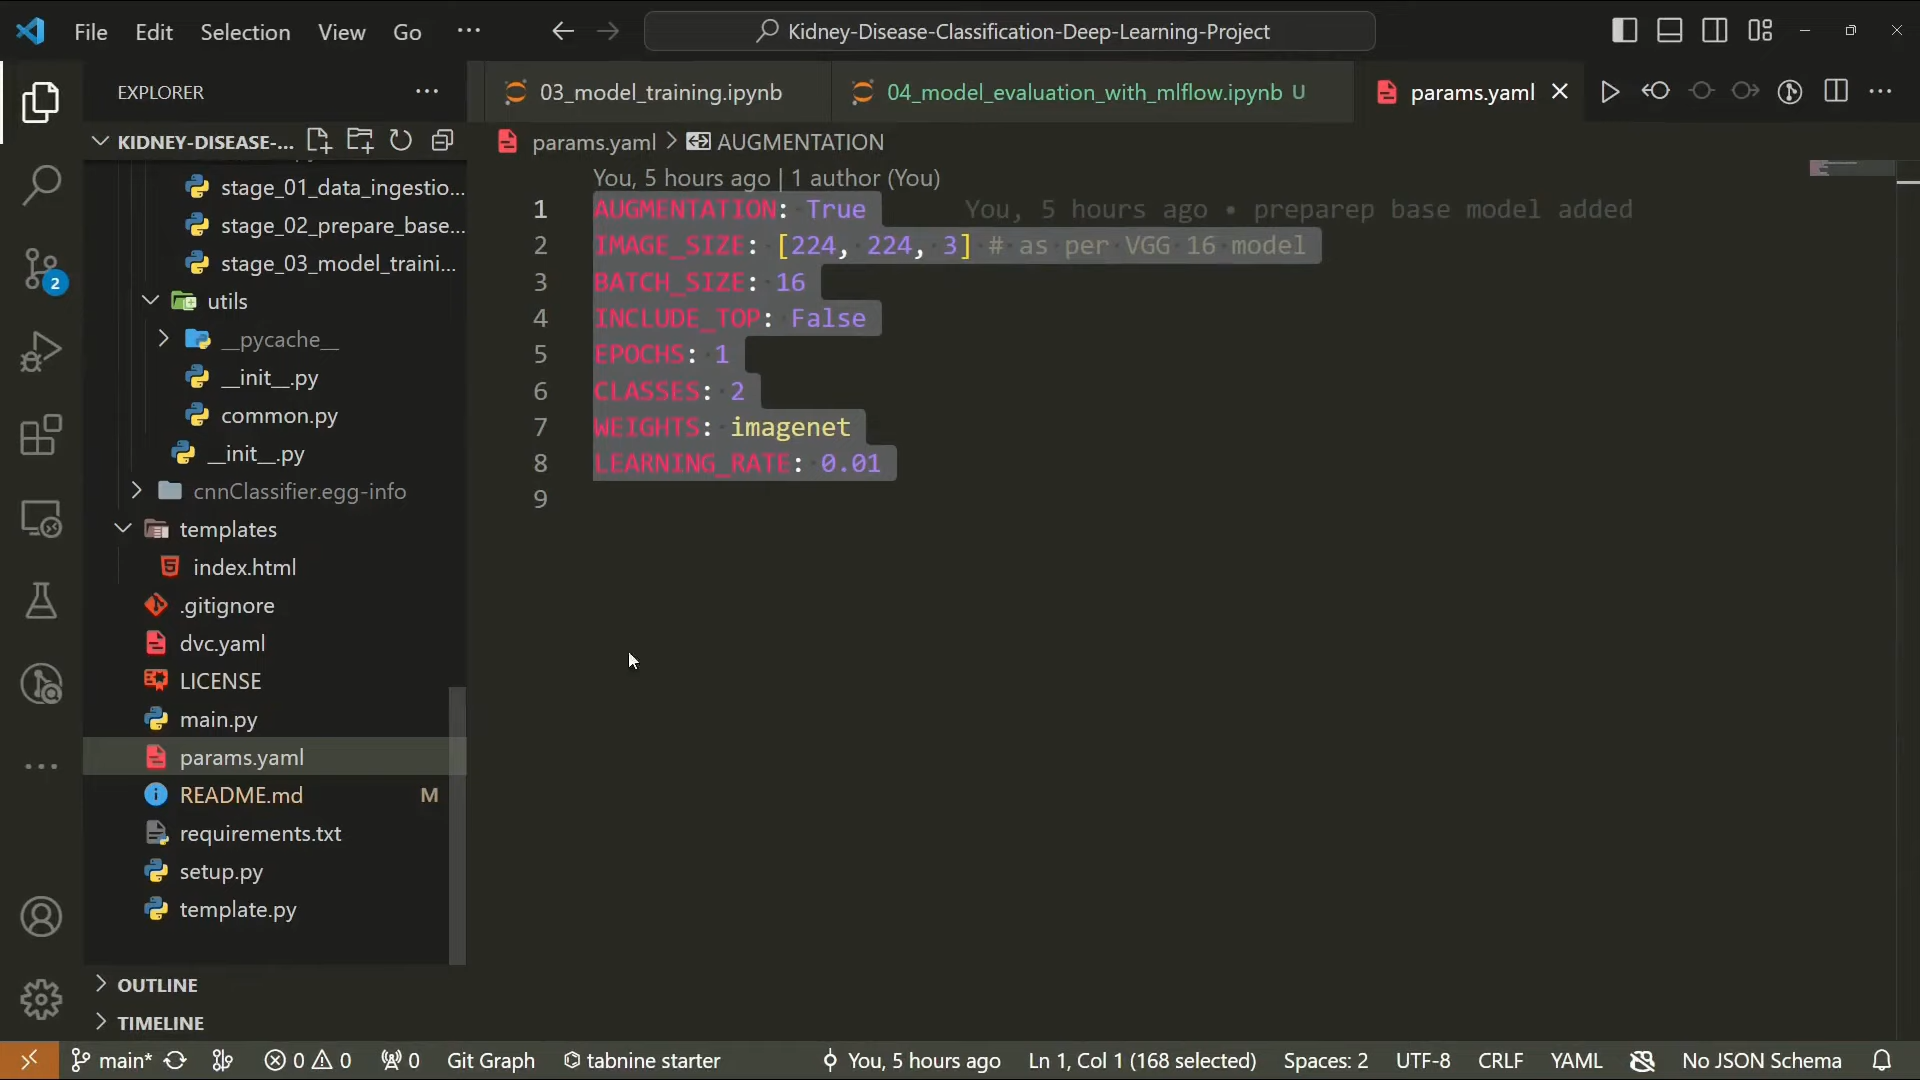 File Edit Selection View Go ...
Kidney-Disease-Classification-Deep-Learning-Project
EXPLORER ...
03_model_training.ipynb
04_model_evaluation_with_mlflow.ipynb U
params.yaml
KIDNEY-DISEASE-...
params.yaml > AUGMENTATION
stage_01_data_ingestio...
stage_02_prepare_base...
stage_03_model_traini...
utils
__pycache__
__init__.py
common.py
__init__.py
cnnClassifier.egg-info
templates
index.html
.gitignore
dvc.yaml
LICENSE
main.py
params.yaml
README.md M
requirements.txt
setup.py
template.py
OUTLINE
TIMELINE
You, 5 hours ago | 1 author (You)
1 AUGMENTATION: True You, 5 hours ago • preparep base model added
2 IMAGE_SIZE: [224, 224, 3] # as per VGG 16 model
3 BATCH_SIZE: 16
4 INCLUDE_TOP: False
5 EPOCHS: 1
6 CLASSES: 2
7 WEIGHTS: imagenet
8 LEARNING_RATE: 0.01
9
2
main* 0 0 0 Git Graph tabnine starter You, 5 hours ago Ln 1, Col 1 (168 selected) Spaces: 2 UTF-8 CRLF YAML No JSON Schema